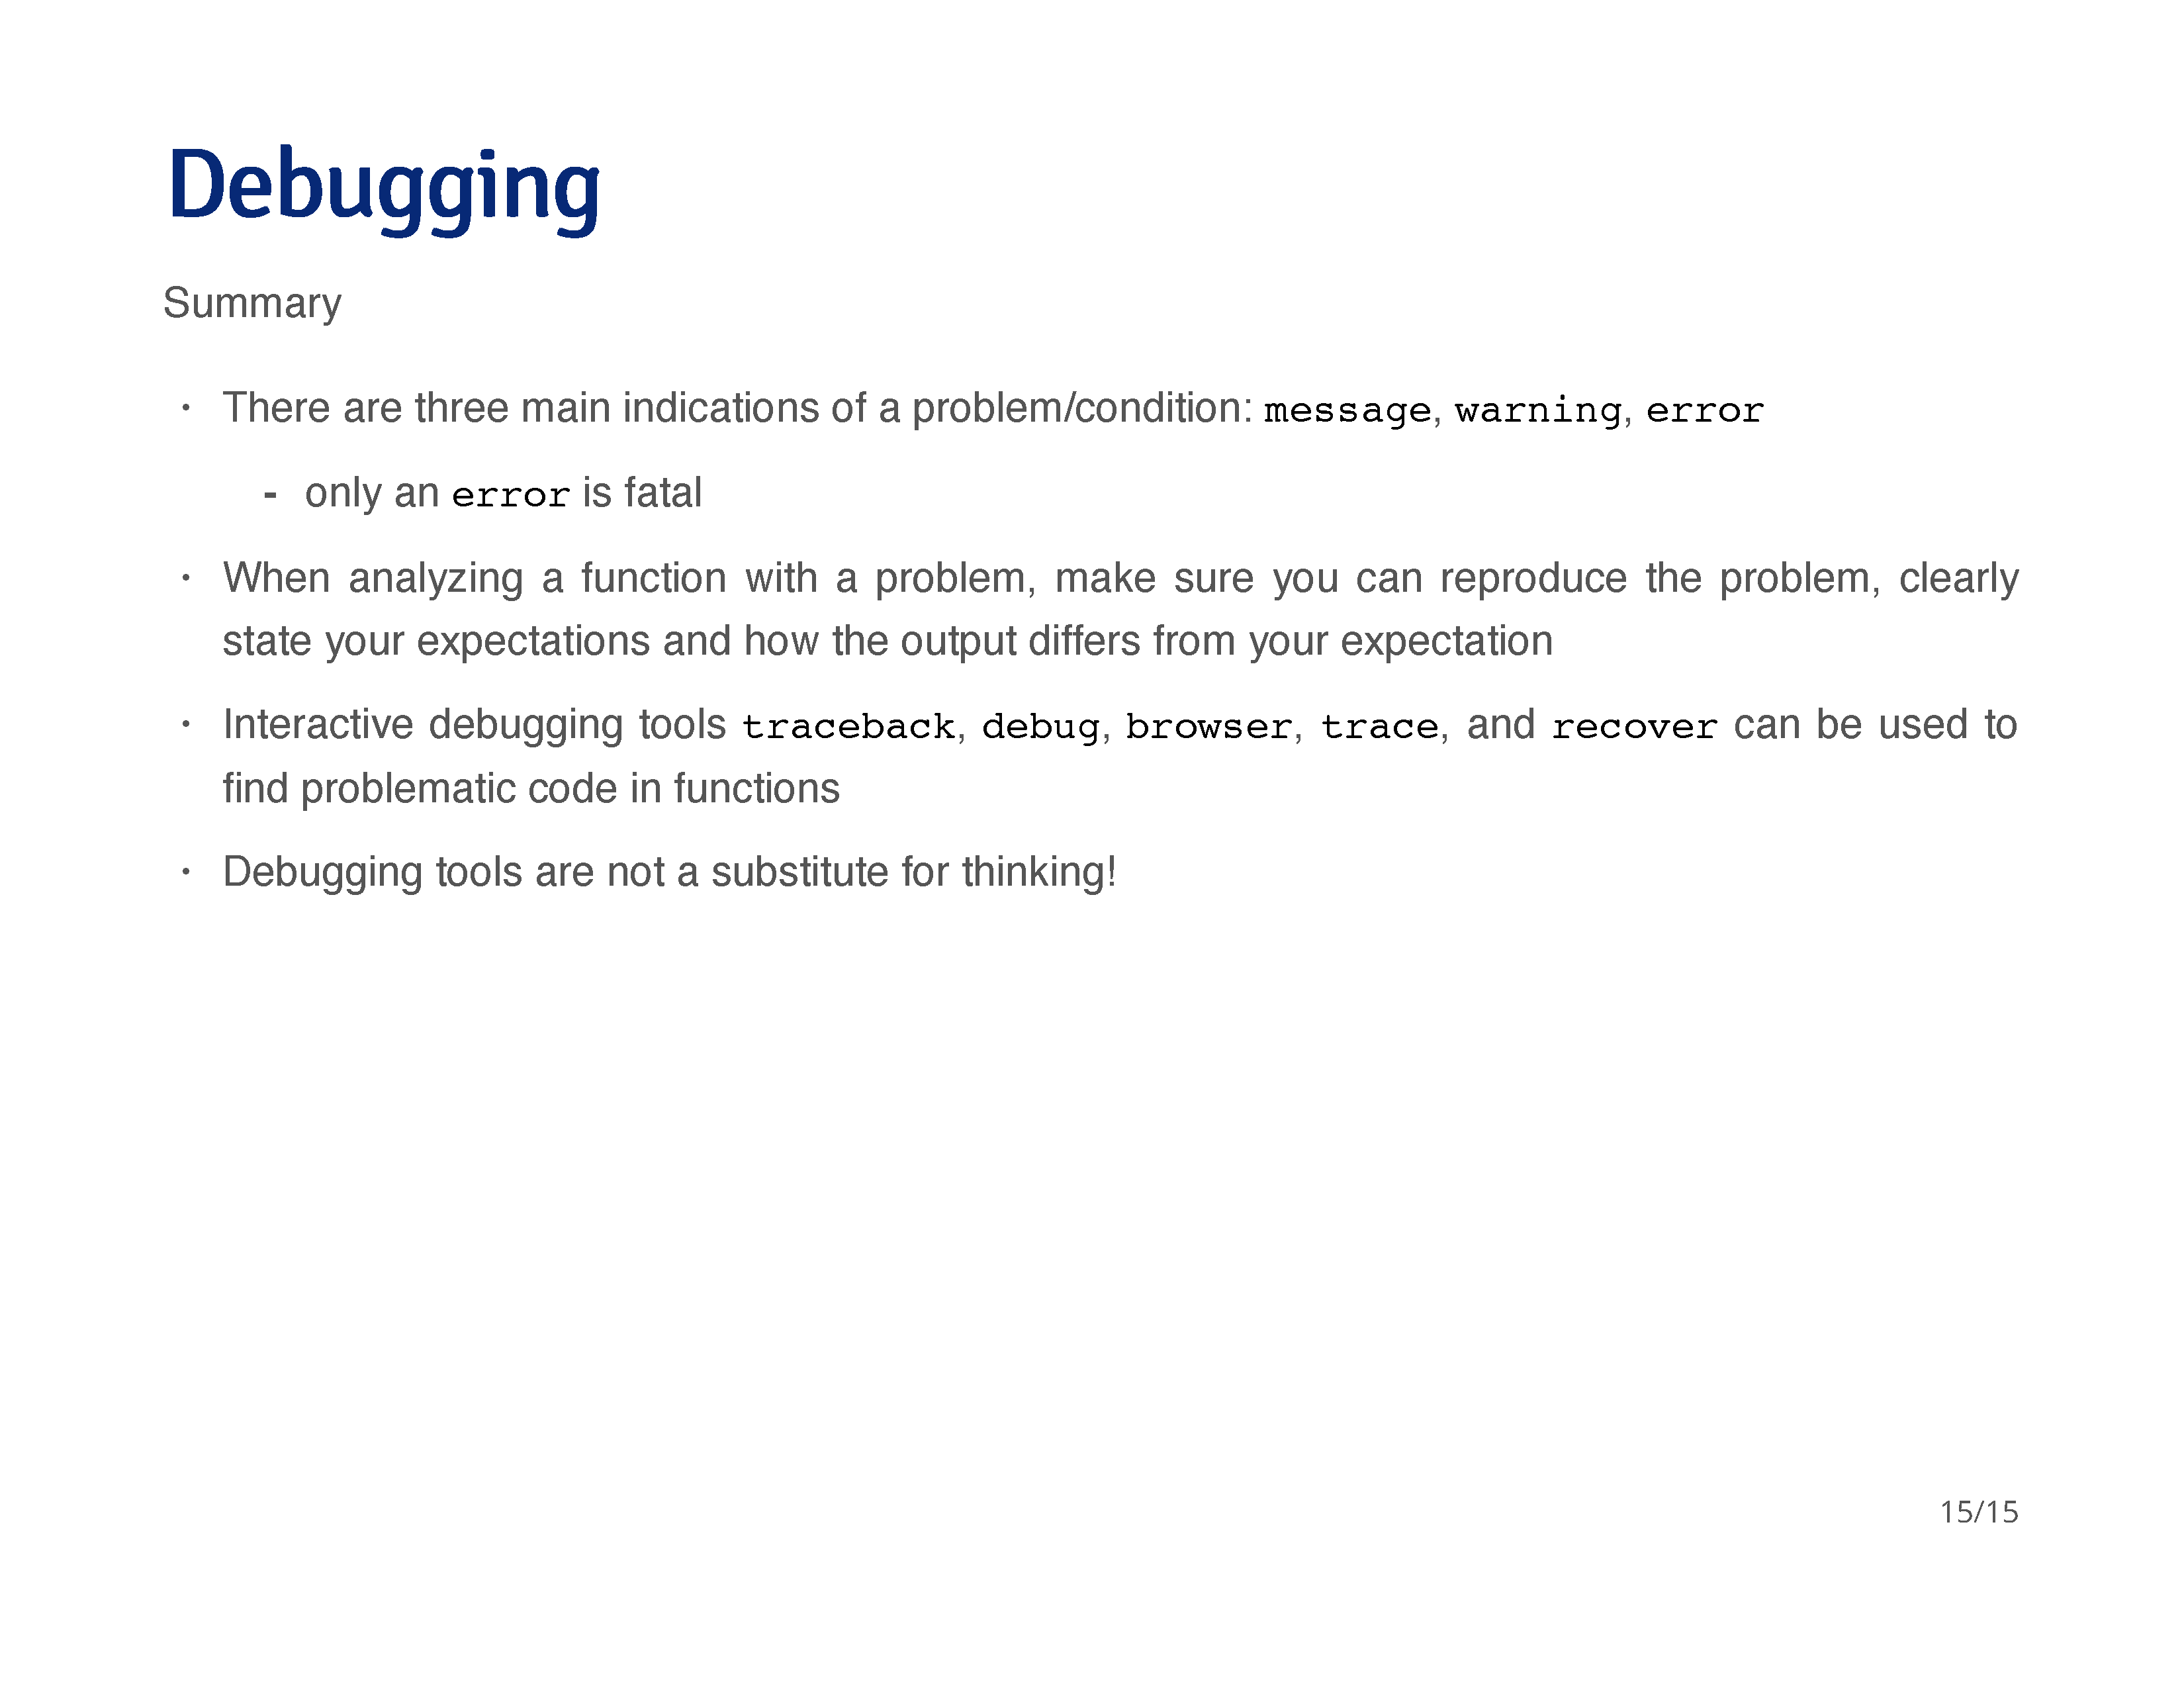 Debugging
Summary
· There are three main indications of a problem/condition: message, warning, error
- only an error is fatal
· When analyzing a function with a problem, make sure you can reproduce the problem, clearly
state your expectations and how the output differs from your expectation
· Interactive debugging tools traceback, debug, browser, trace, and recover can be used to
find problematic code in functions
· Debugging tools are not a substitute for thinking!
15/15